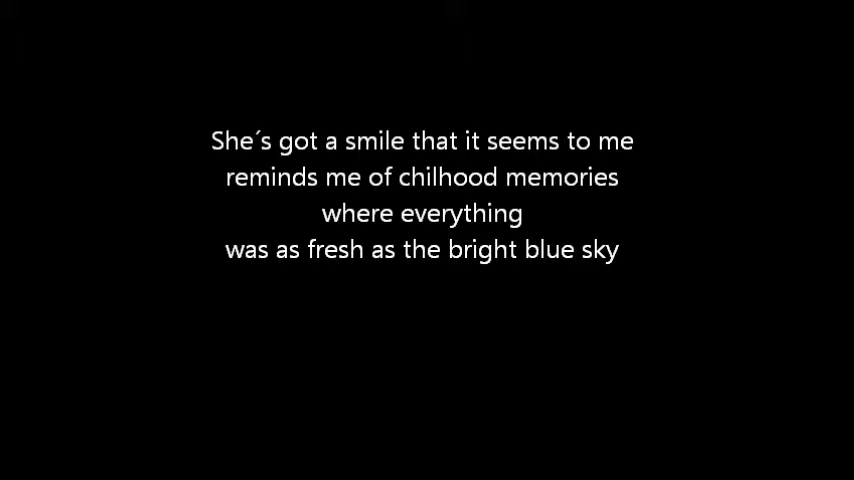 She´s got a smile that it seems to me
reminds me of chilhood memories
where everything
was as fresh as the bright blue sky